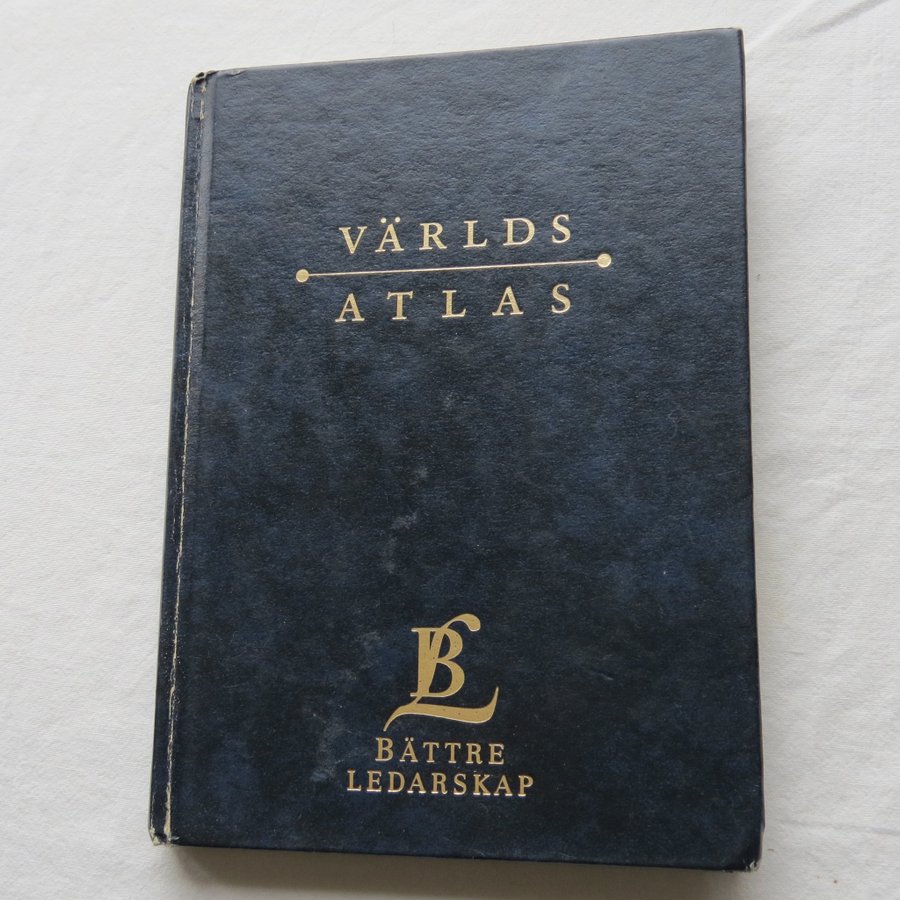 VÄRLDS
ATLAS
BL
BÄTTRE
LEDARSKAP